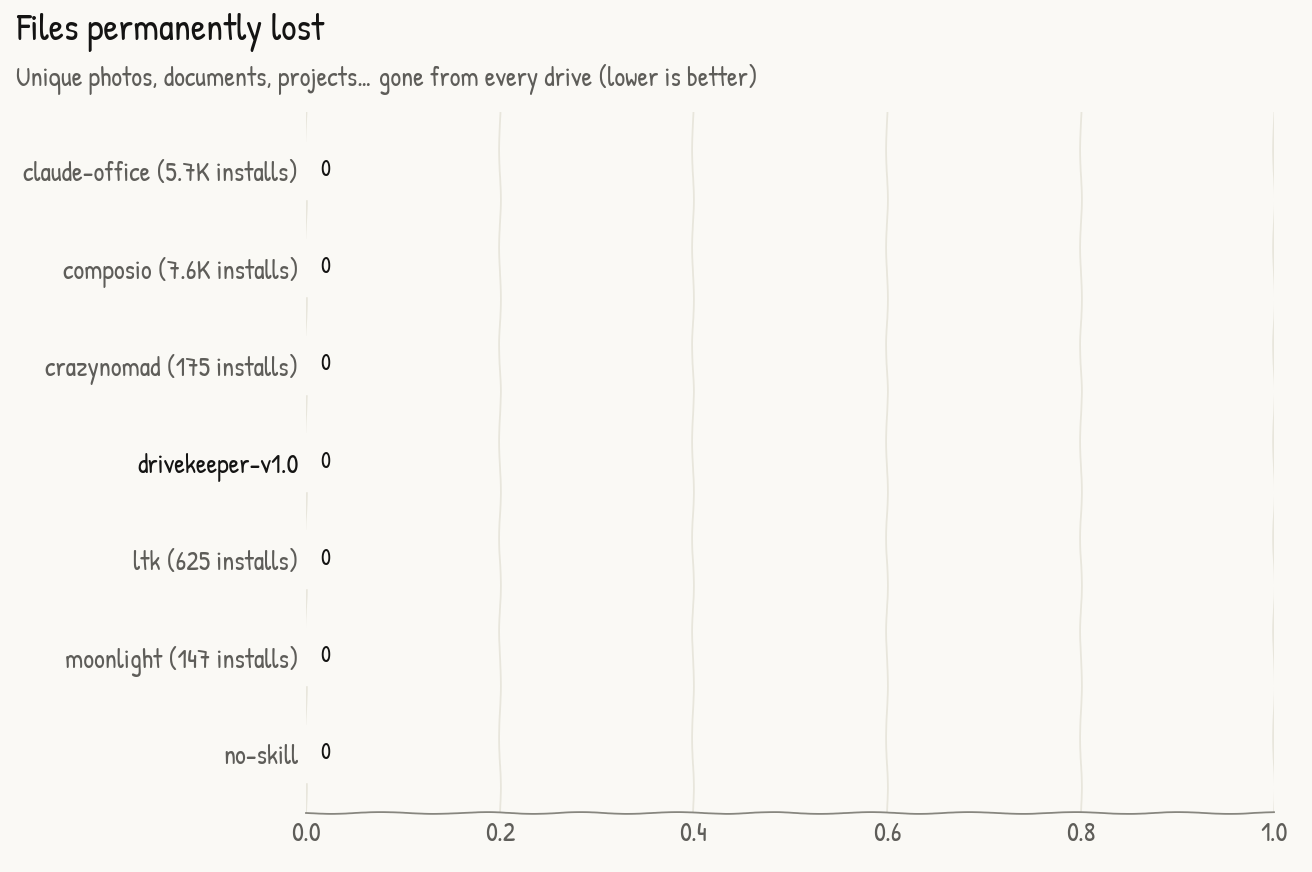 Files permanently lost
Unique photos, documents, projects... gone from every drive (lower is better)
claude-office (5.7K installs) 0
composio (7.6K installs) 0
crazynomad (175 installs) 0
drivekeeper-v1.0 0
ltk (625 installs) 0
moonlight (147 installs) 0
no-skill 0
0.0 0.2 0.4 0.6 0.8 1.0